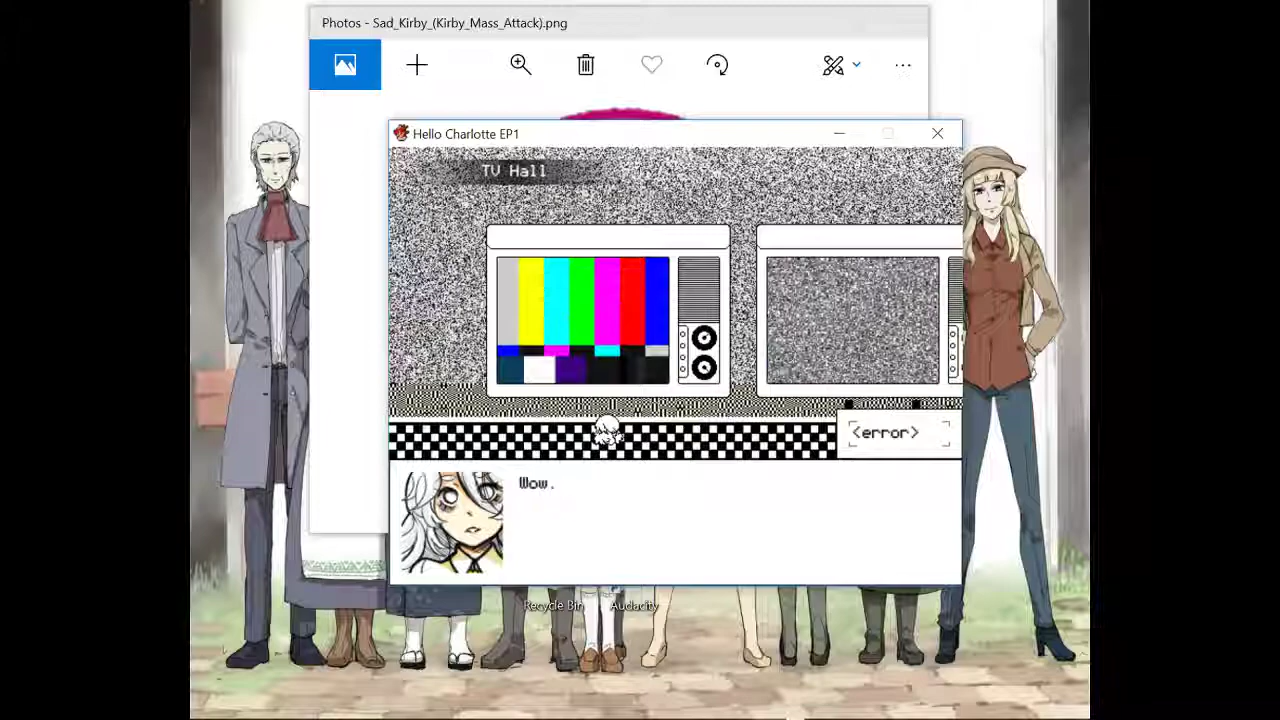 Photos - Sad_Kirby_(Kirby_Mass_Attack).png
Hello Charlotte EP1
TV Hall
<error>
Wow.
Recycle Bin
Audacity